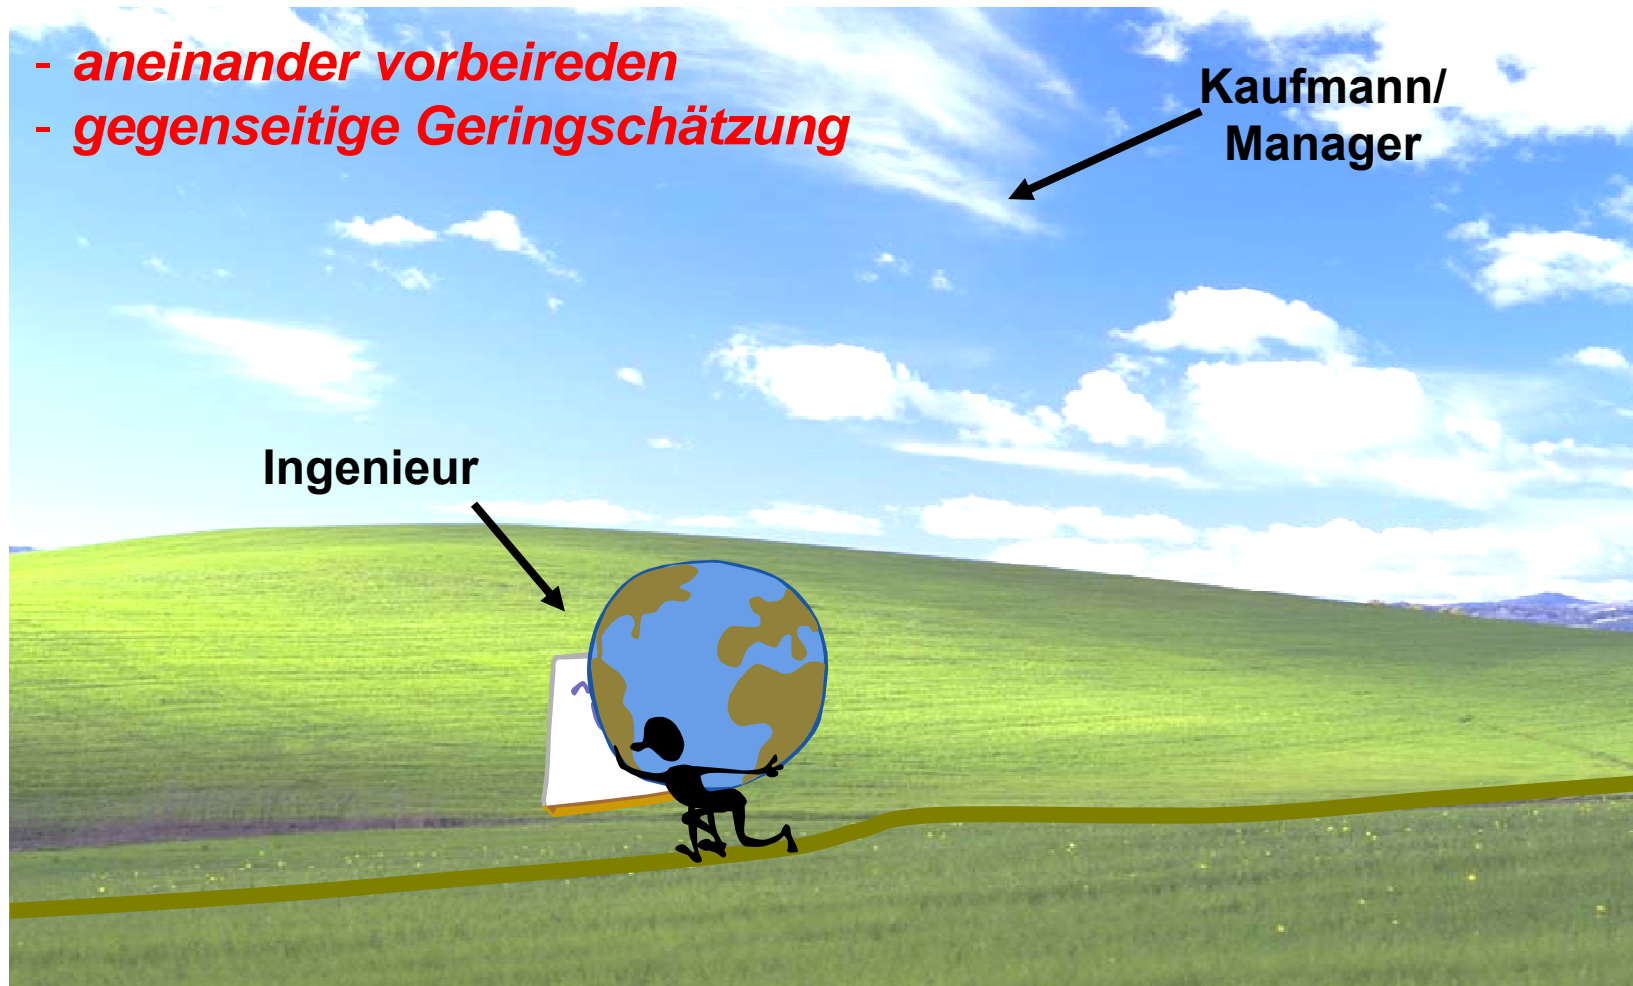 - aneinander vorbeireden
- gegenseitige Geringschätzung
Kaufmann/
Manager
Ingenieur